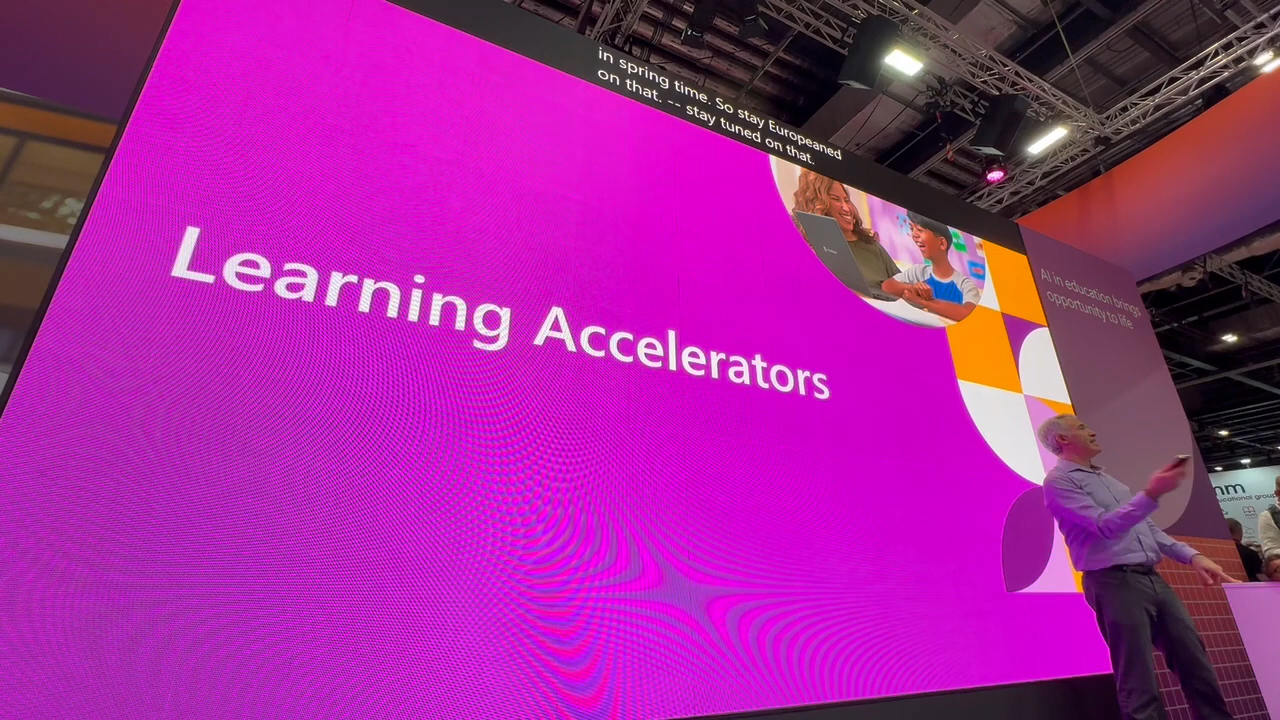 in spring time. So stay Europeaned
on that. -- stay tuned on that.
Learning Accelerators
AI in education brings
opportunity to life